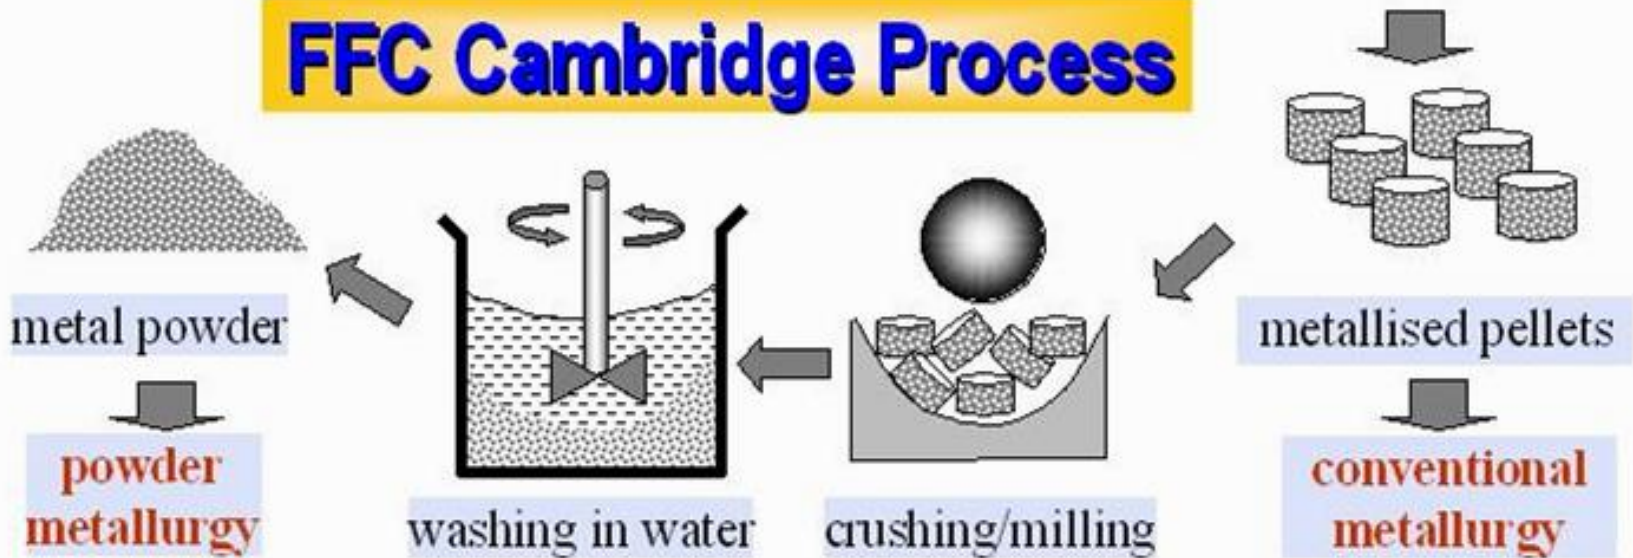 FFC Cambridge Process
metal powder
metallised pellets
powder
metallurgy
washing in water
crushing/milling
conventional
metallurgy